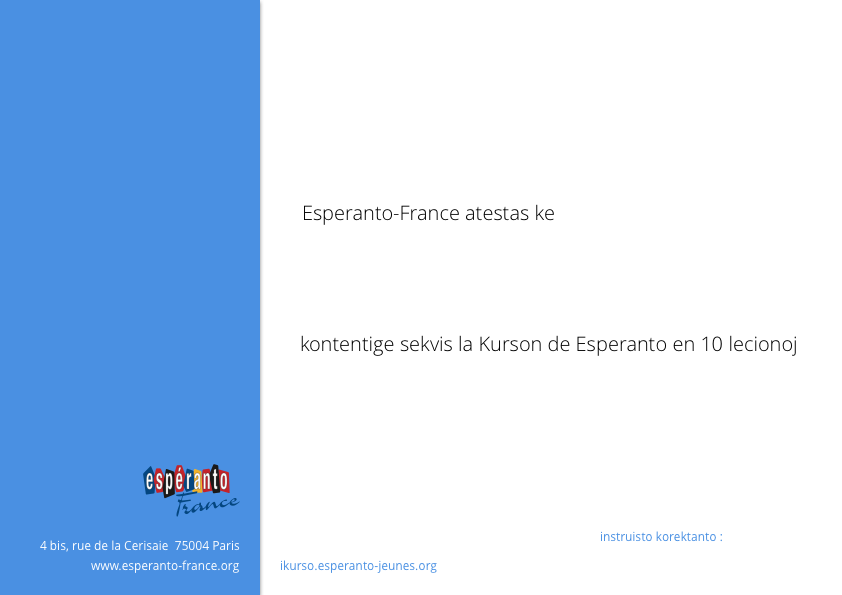 Esperanto-France atestas ke
kontentige sekvis la Kurson de Esperanto en 10 lecionoj
espéranto
France
4 bis, rue de la Cerisaie 75004 Paris
www.esperanto-france.org
instruisto korektanto :
ikurso.esperanto-jeunes.org